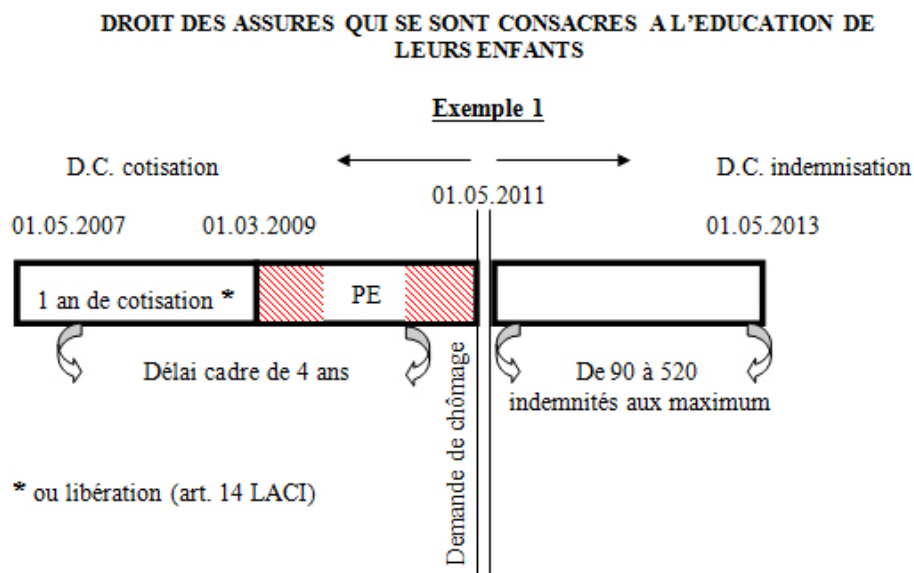 DROIT DES ASSURES QUI SE SONT CONSACRES A L'EDUCATION DE
LEURS ENFANTS
Exemple 1
D.C. cotisation
D.C. indemnisation
01.05.2011
01.05.2007
01.03.2009
01.05.2013
1 an de cotisation *
PE
Délai cadre de 4 ans
De 90 à 520
indemnités aux maximum
Demande de chômage
* ou libération (art. 14 LACI)